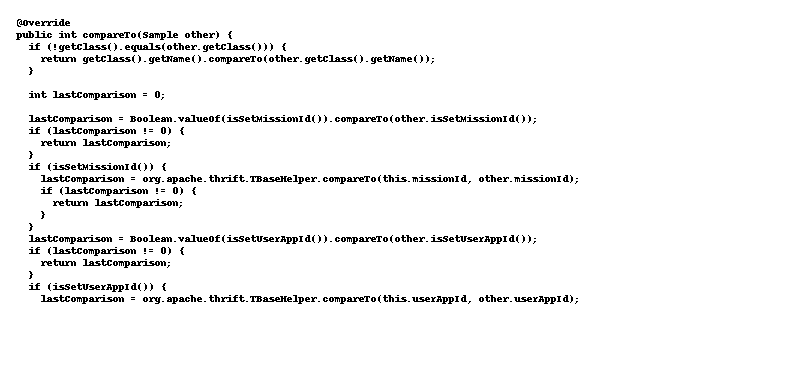 @Override
public int compareTo(Sample other) {
if (!getClass().equals(other.getClass())) {
return getClass().getName().compareTo(other.getClass().getName());
}
int lastComparison = 0;
lastComparison = Boolean.valueOf(isSetMissionId()).compareTo(other.isSetMissionId());
if (lastComparison != 0) {
return lastComparison;
}
if (isSetMissionId()) {
lastComparison = org.apache.thrift.TBaseHelper.compareTo(this.missionId, other.missionId);
if (lastComparison != 0) {
return lastComparison;
}
}
lastComparison = Boolean.valueOf(isSetUserAppId()).compareTo(other.isSetUserAppId());
if (lastComparison != 0) {
return lastComparison;
}
if (isSetUserAppId()) {
lastComparison = org.apache.thrift.TBaseHelper.compareTo(this.userAppId, other.userAppId);